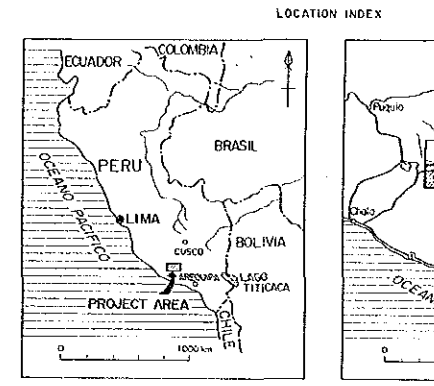 LOCATION INDEX
COLOMBIA
ECUADOR
BRASIL
PERU
OCEANO PACIFICO
LIMA
CUSCO
BOLIVIA
AREQUIPA
LAGO
TITICACA
PROJECT AREA
CHILE
0 1000 km
Puquio
Chala
0